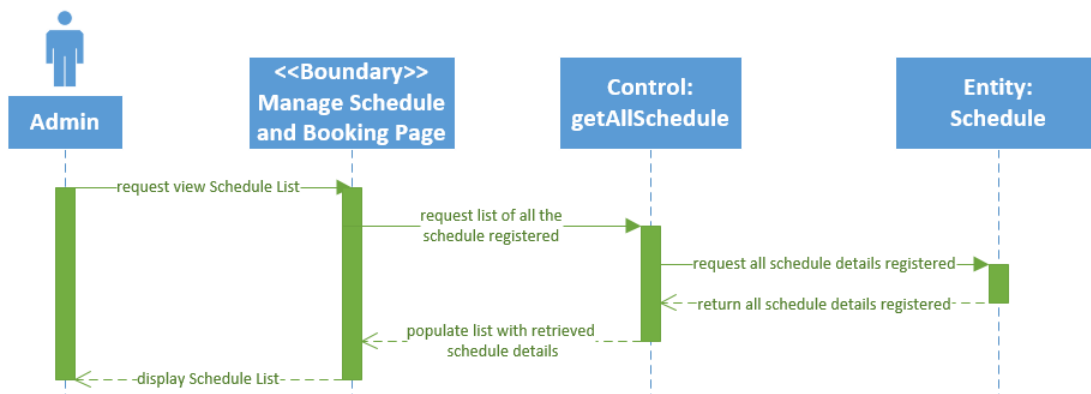 Admin
<<Boundary>>
Manage Schedule
and Booking Page
Control:
getAllSchedule
Entity:
Schedule
request view Schedule List
request list of all the
schedule registered
request all schedule details registered
return all schedule details registered
populate list with retrieved
schedule details
display Schedule List